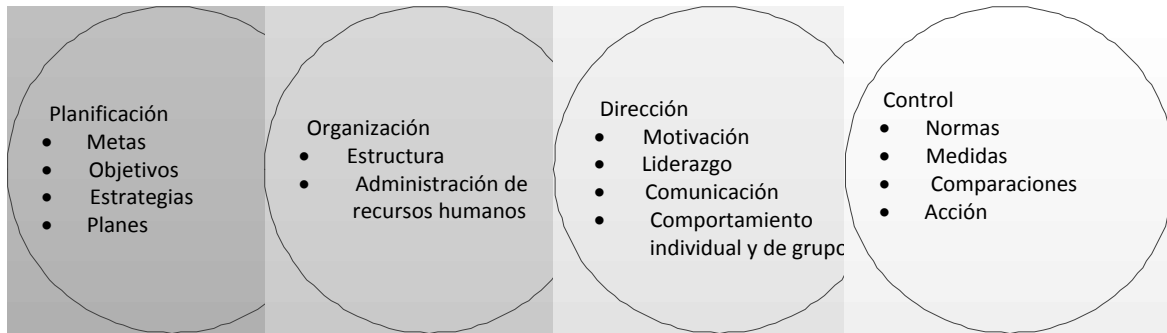 Planificación
• Metas
• Objetivos
• Estrategias
• Planes
Organización
• Estructura
• Administración de
recursos humanos
Dirección
• Motivación
• Liderazgo
• Comunicación
• Comportamiento
individual y de grupo
Control
• Normas
• Medidas
• Comparaciones
• Acción